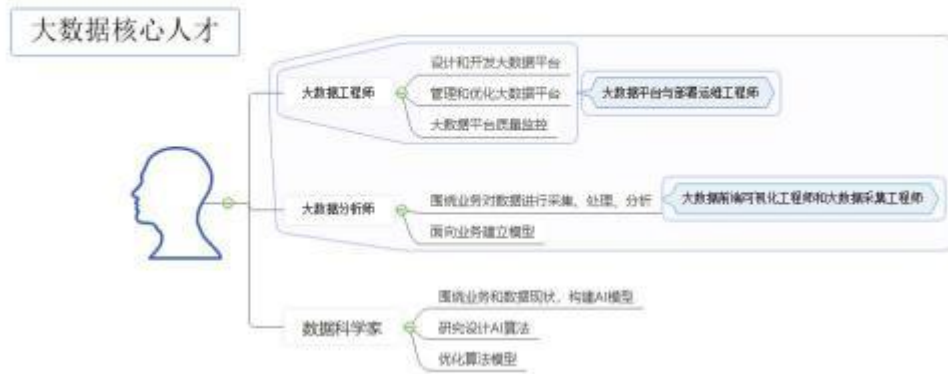 大数据核心人才
大数据工程师
设计和开发大数据平台
管理和优化大数据平台
大数据平台质量监控
大数据平台与部署运维工程师
大数据分析师
围绕业务对数据进行采集、处理、分析
面向业务建立模型
大数据前端可视化工程师和大数据采集工程师
数据科学家
围绕业务和数据现状，构建AI模型
研究设计AI算法
优化算法模型